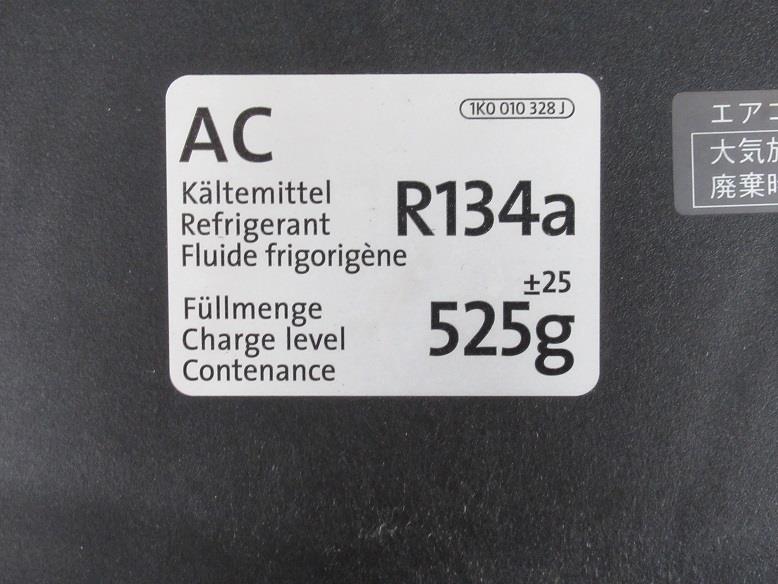 AC
1K0 010 328 J
Kältemittel
Refrigerant
Fluide frigorigène
R134a
Füllmenge
Charge level
Contenance
±25
525g
エアコ
大気放
廃棄時